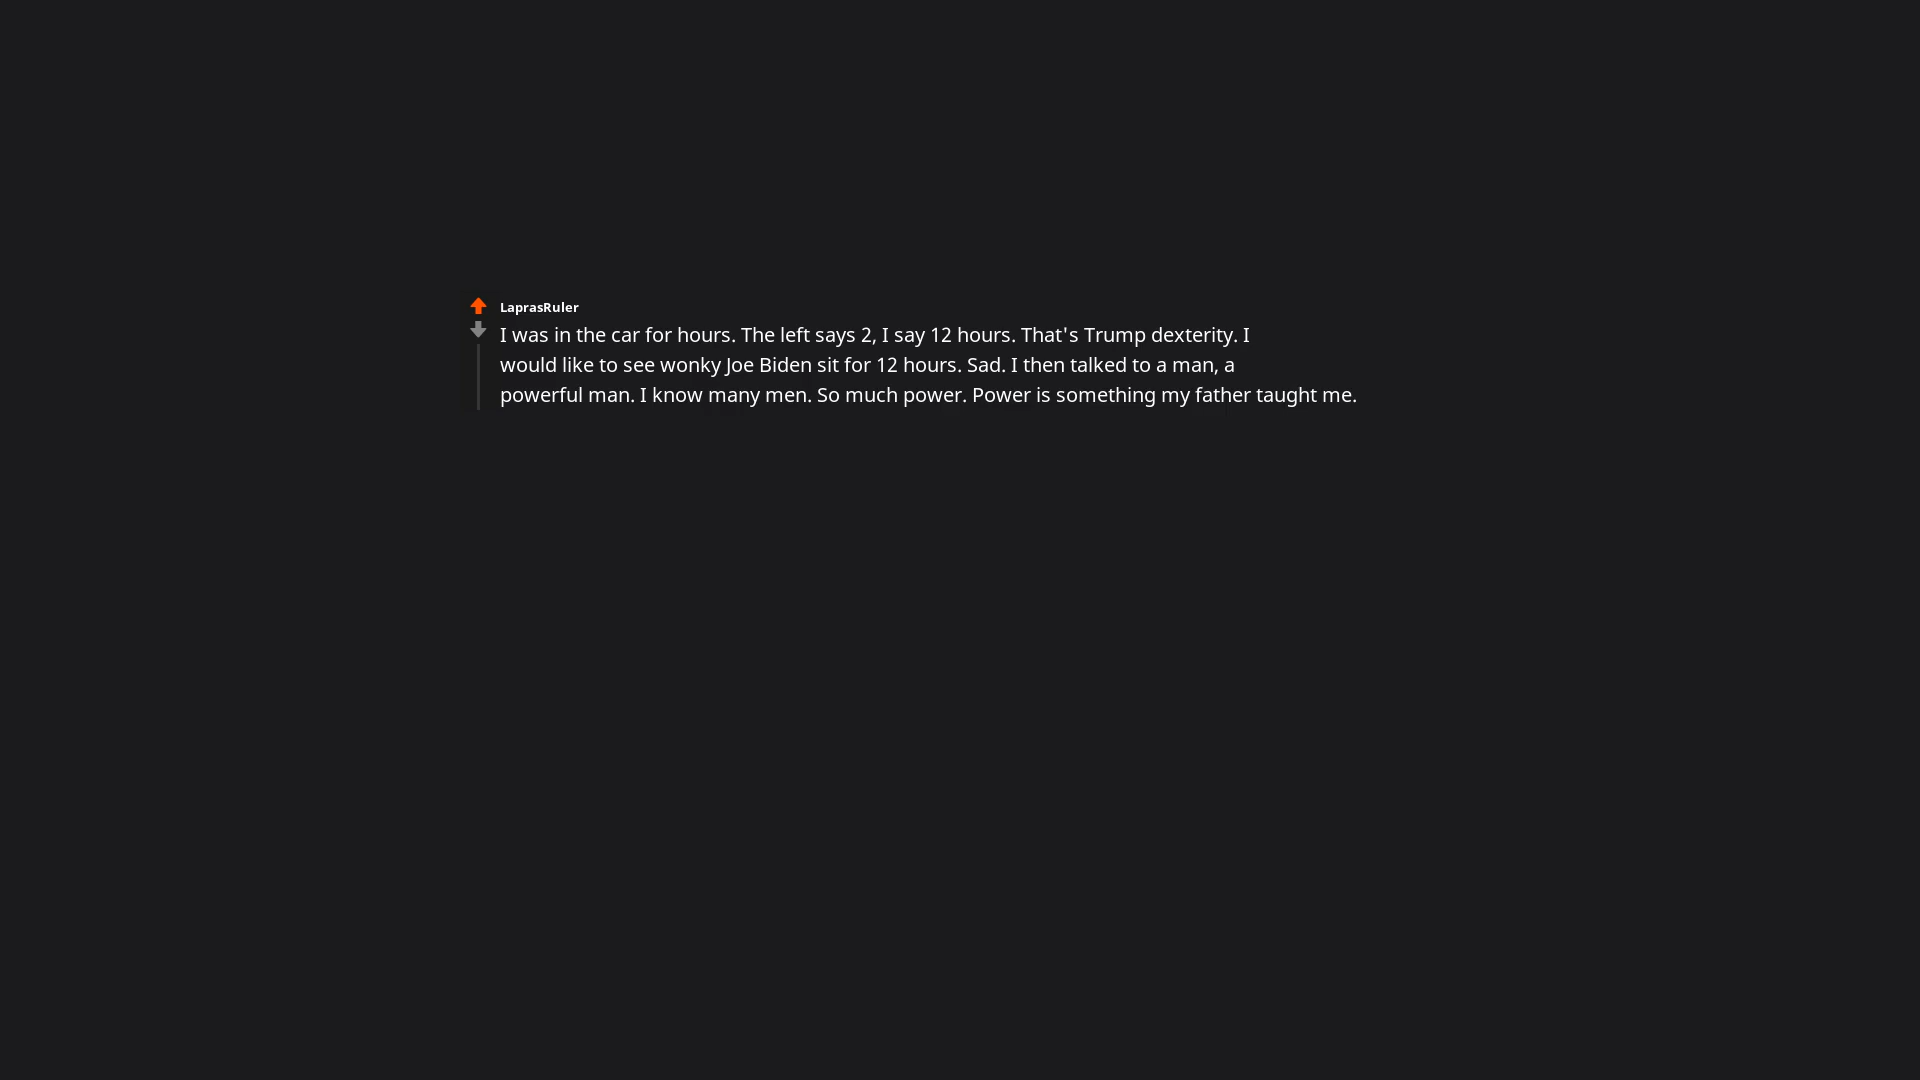 LaprasRuler
I was in the car for hours. The left says 2, I say 12 hours. That's Trump dexterity. I
would like to see wonky Joe Biden sit for 12 hours. Sad. I then talked to a man, a
powerful man. I know many men. So much power. Power is something my father taught me.